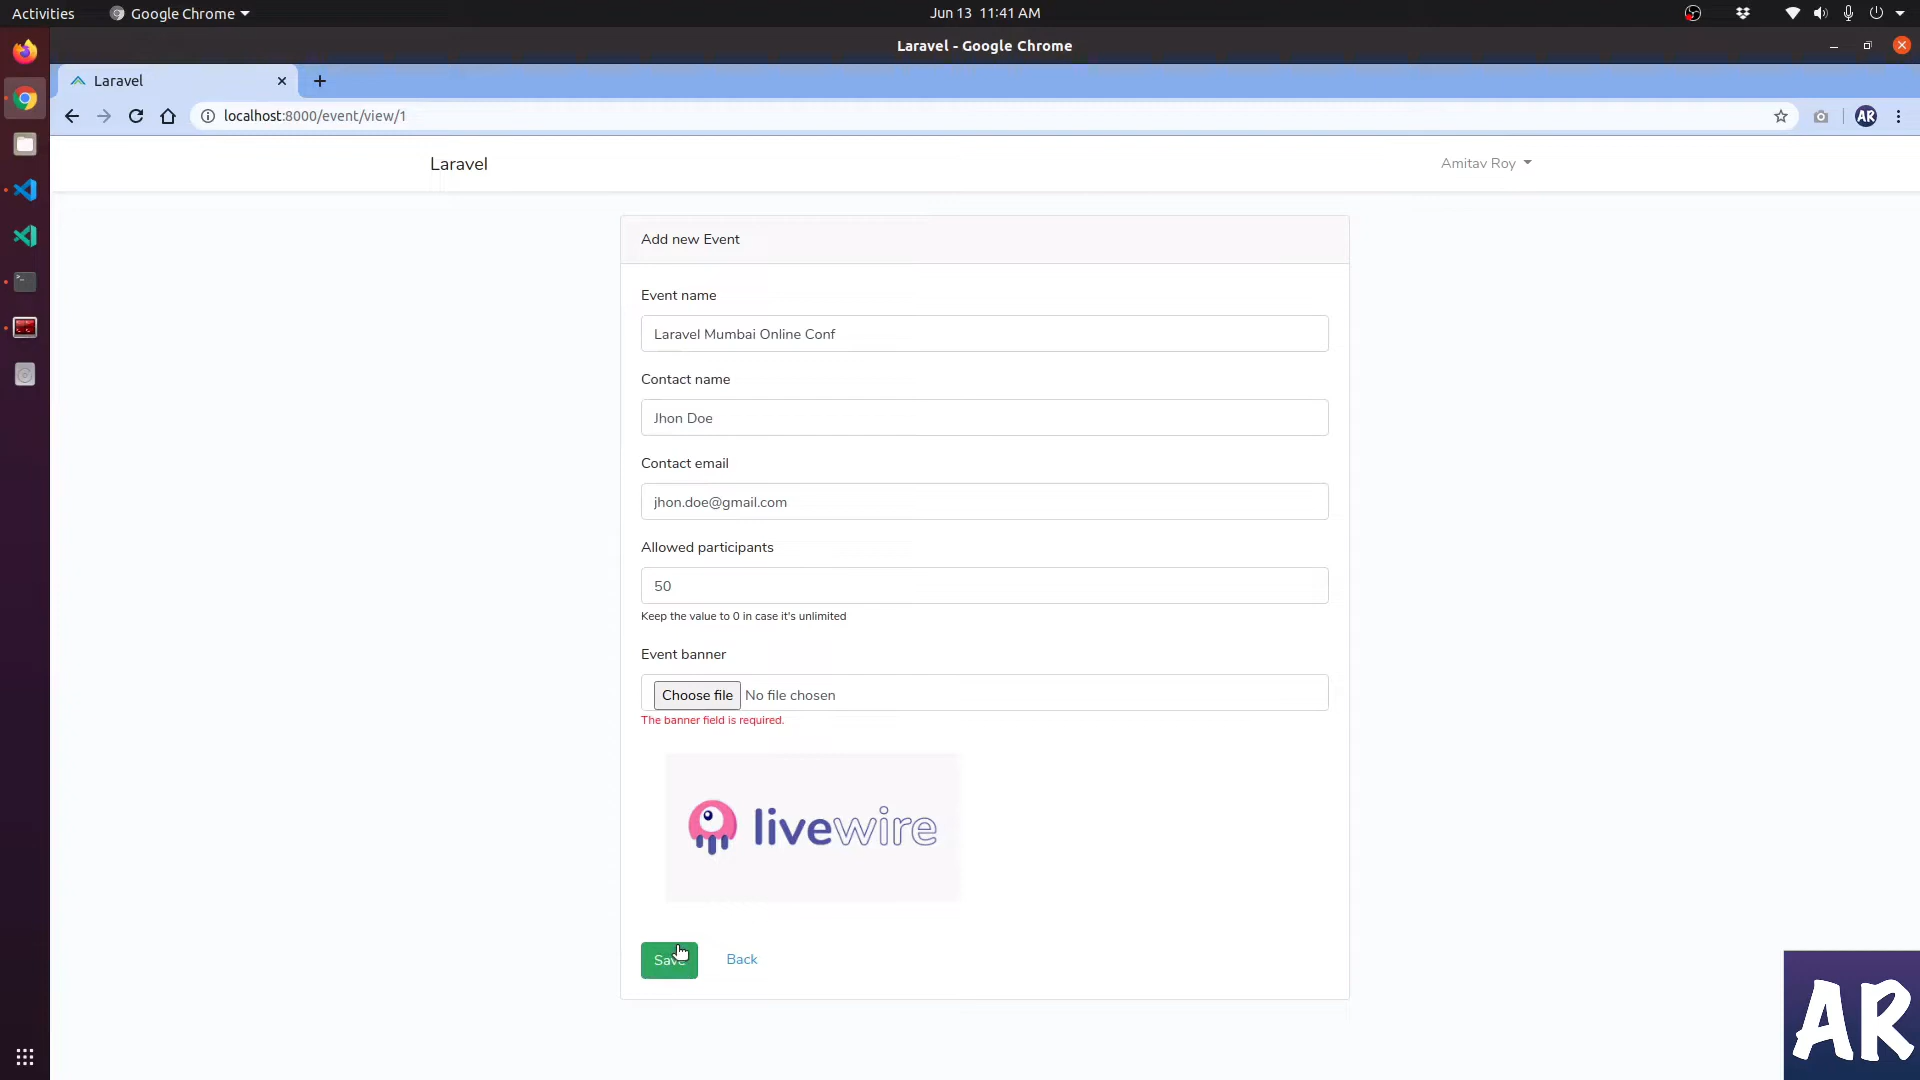 Activities
Google Chrome
Jun 13 11:41 AM
Laravel - Google Chrome
Laravel
localhost:8000/event/view/1
AR
Laravel
Amitav Roy
Add new Event
Event name
Laravel Mumbai Online Conf
Contact name
Jhon Doe
Contact email
jhon.doe@gmail.com
Allowed participants
50
Keep the value to 0 in case it's unlimited
Event banner
Choose file No file chosen
The banner field is required.
livewire
Save
Back
AR